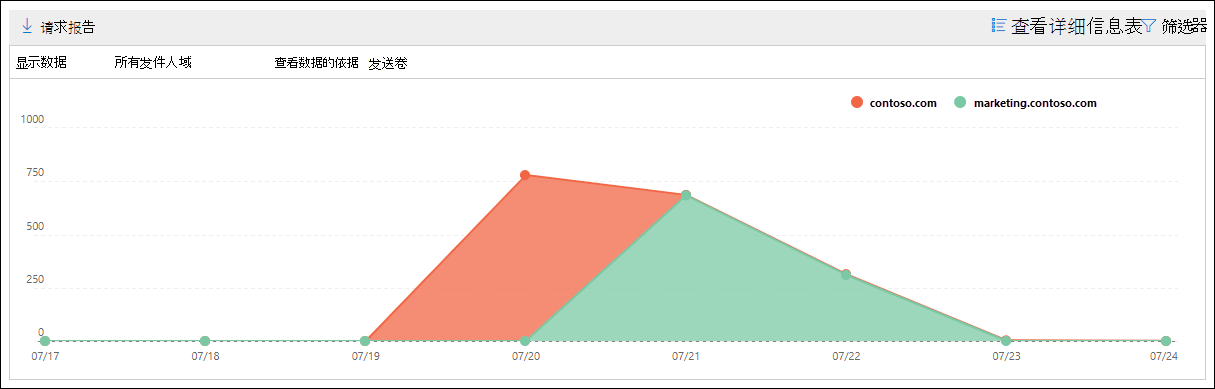 请求报告 查看详细信息表 筛选器
显示数据 所有发件人域 查看数据的依据 发送卷
contoso.com marketing.contoso.com
1000
750
500
250
0
07/17 07/18 07/19 07/20 07/21 07/22 07/23 07/24